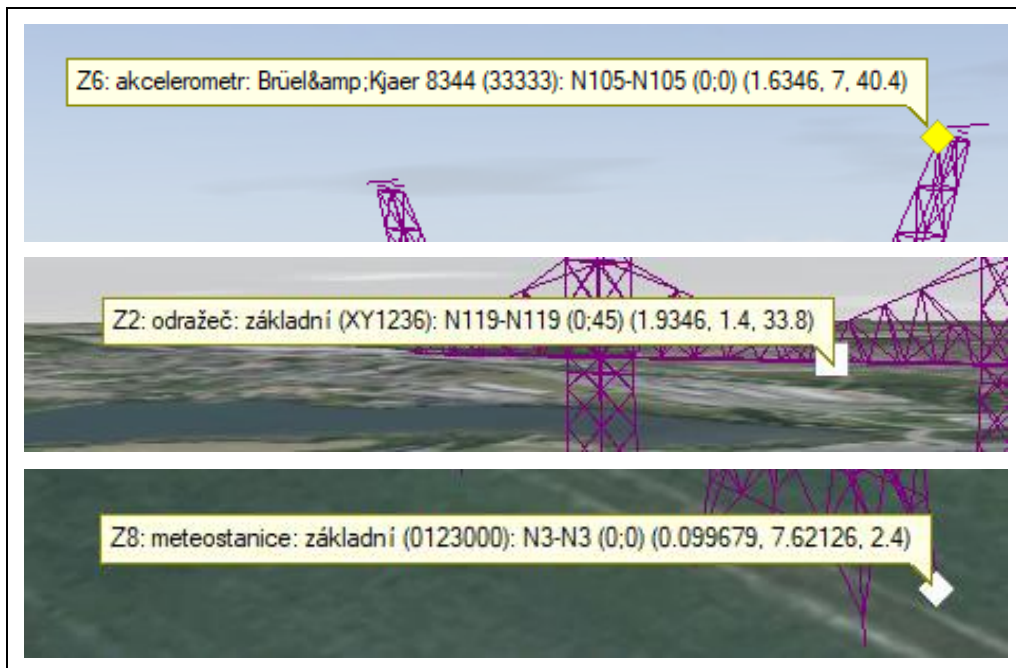 Z6: akcelerometr: Brüel&amp;Kjaer 8344 (33333): N105-N105 (0;0) (1.6346, 7, 40.4)
Z2: odražeč: základní (XY1236): N119-N119 (0;45) (1.9346, 1.4, 33.8)
Z8: meteostanice: základní (0123000): N3-N3 (0;0) (0.099679, 7.62126, 2.4)